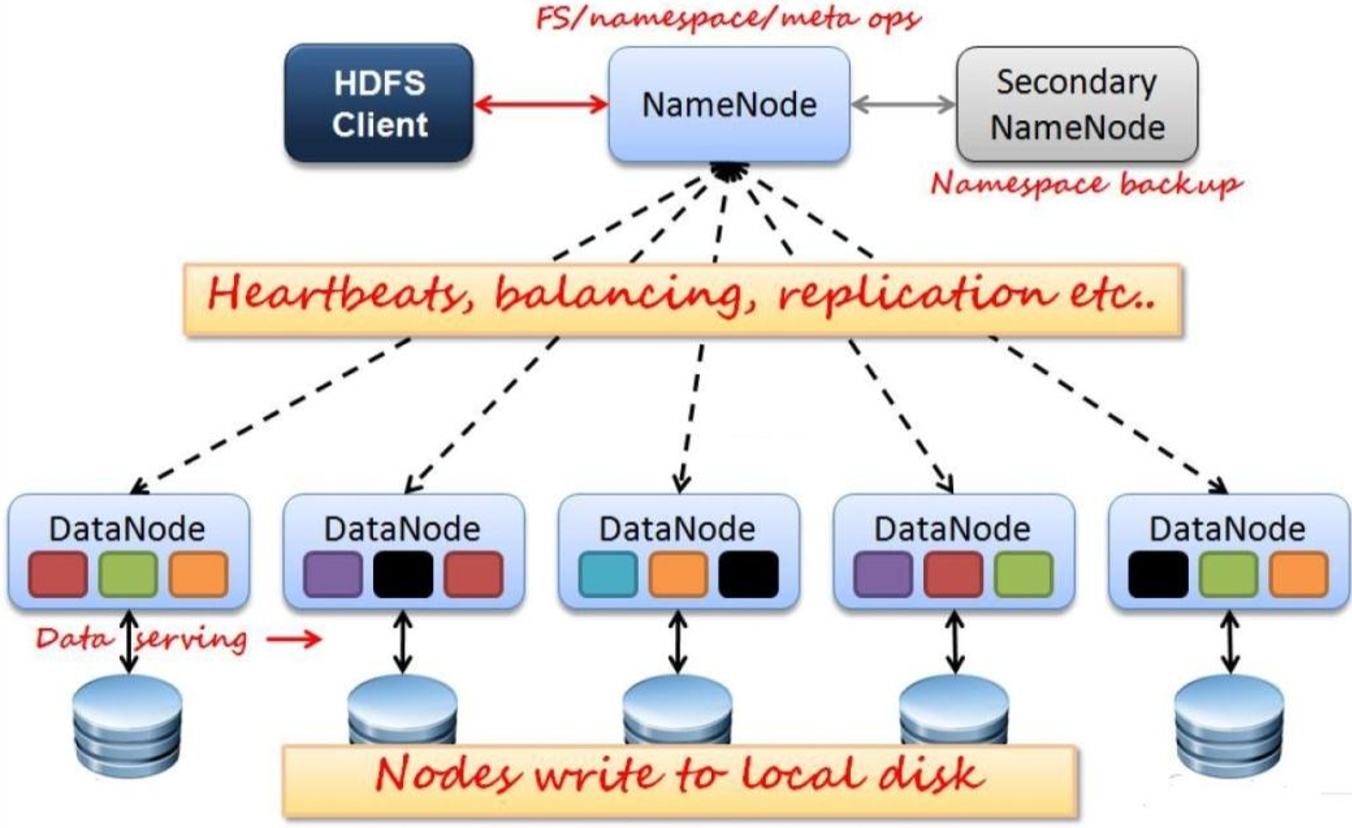 FS/namespace/meta ops
HDFS
Client
NameNode
Secondary
NameNode
Namespace backup
Heartbeats, balancing, replication etc..
DataNode
DataNode
DataNode
DataNode
DataNode
Data serving
Nodes write to local disk